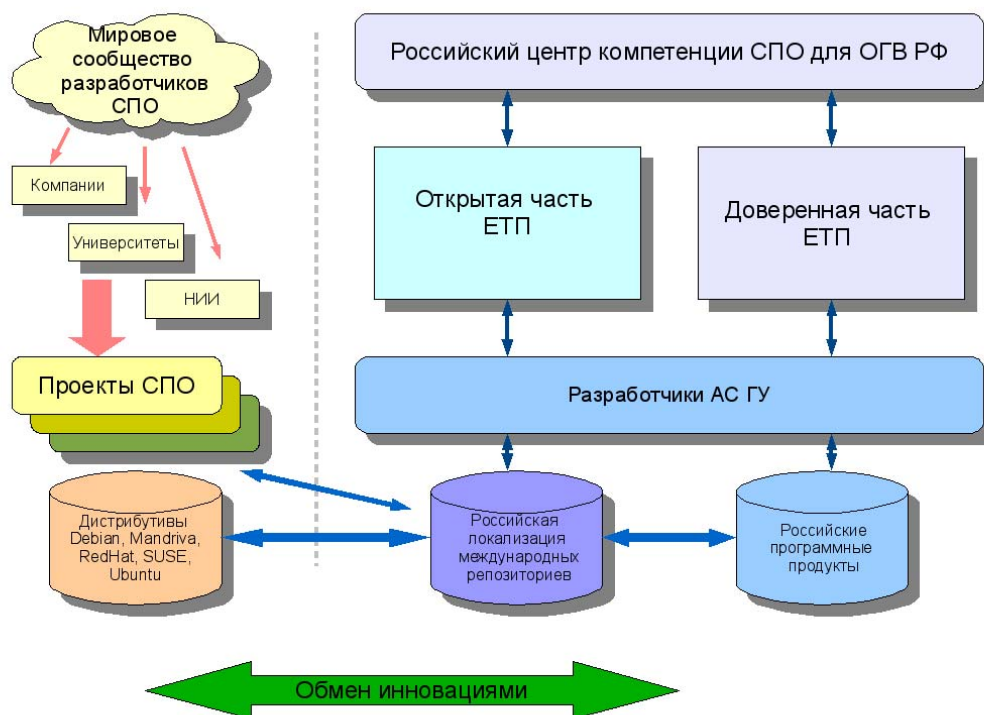 Мировое
сообщество
разработчиков
СПО
Компании
Университеты
НИИ
Проекты СПО
Дистрибутивы
Debian, Mandriva,
RedHat, SUSE,
Ubuntu
Российский центр компетенции СПО для ОГВ РФ
Открытая часть
ЕТП
Доверенная часть
ЕТП
Разработчики АС ГУ
Российская
локализация
международных
репозиториев
Российские
программные
продукты
Обмен инновациями